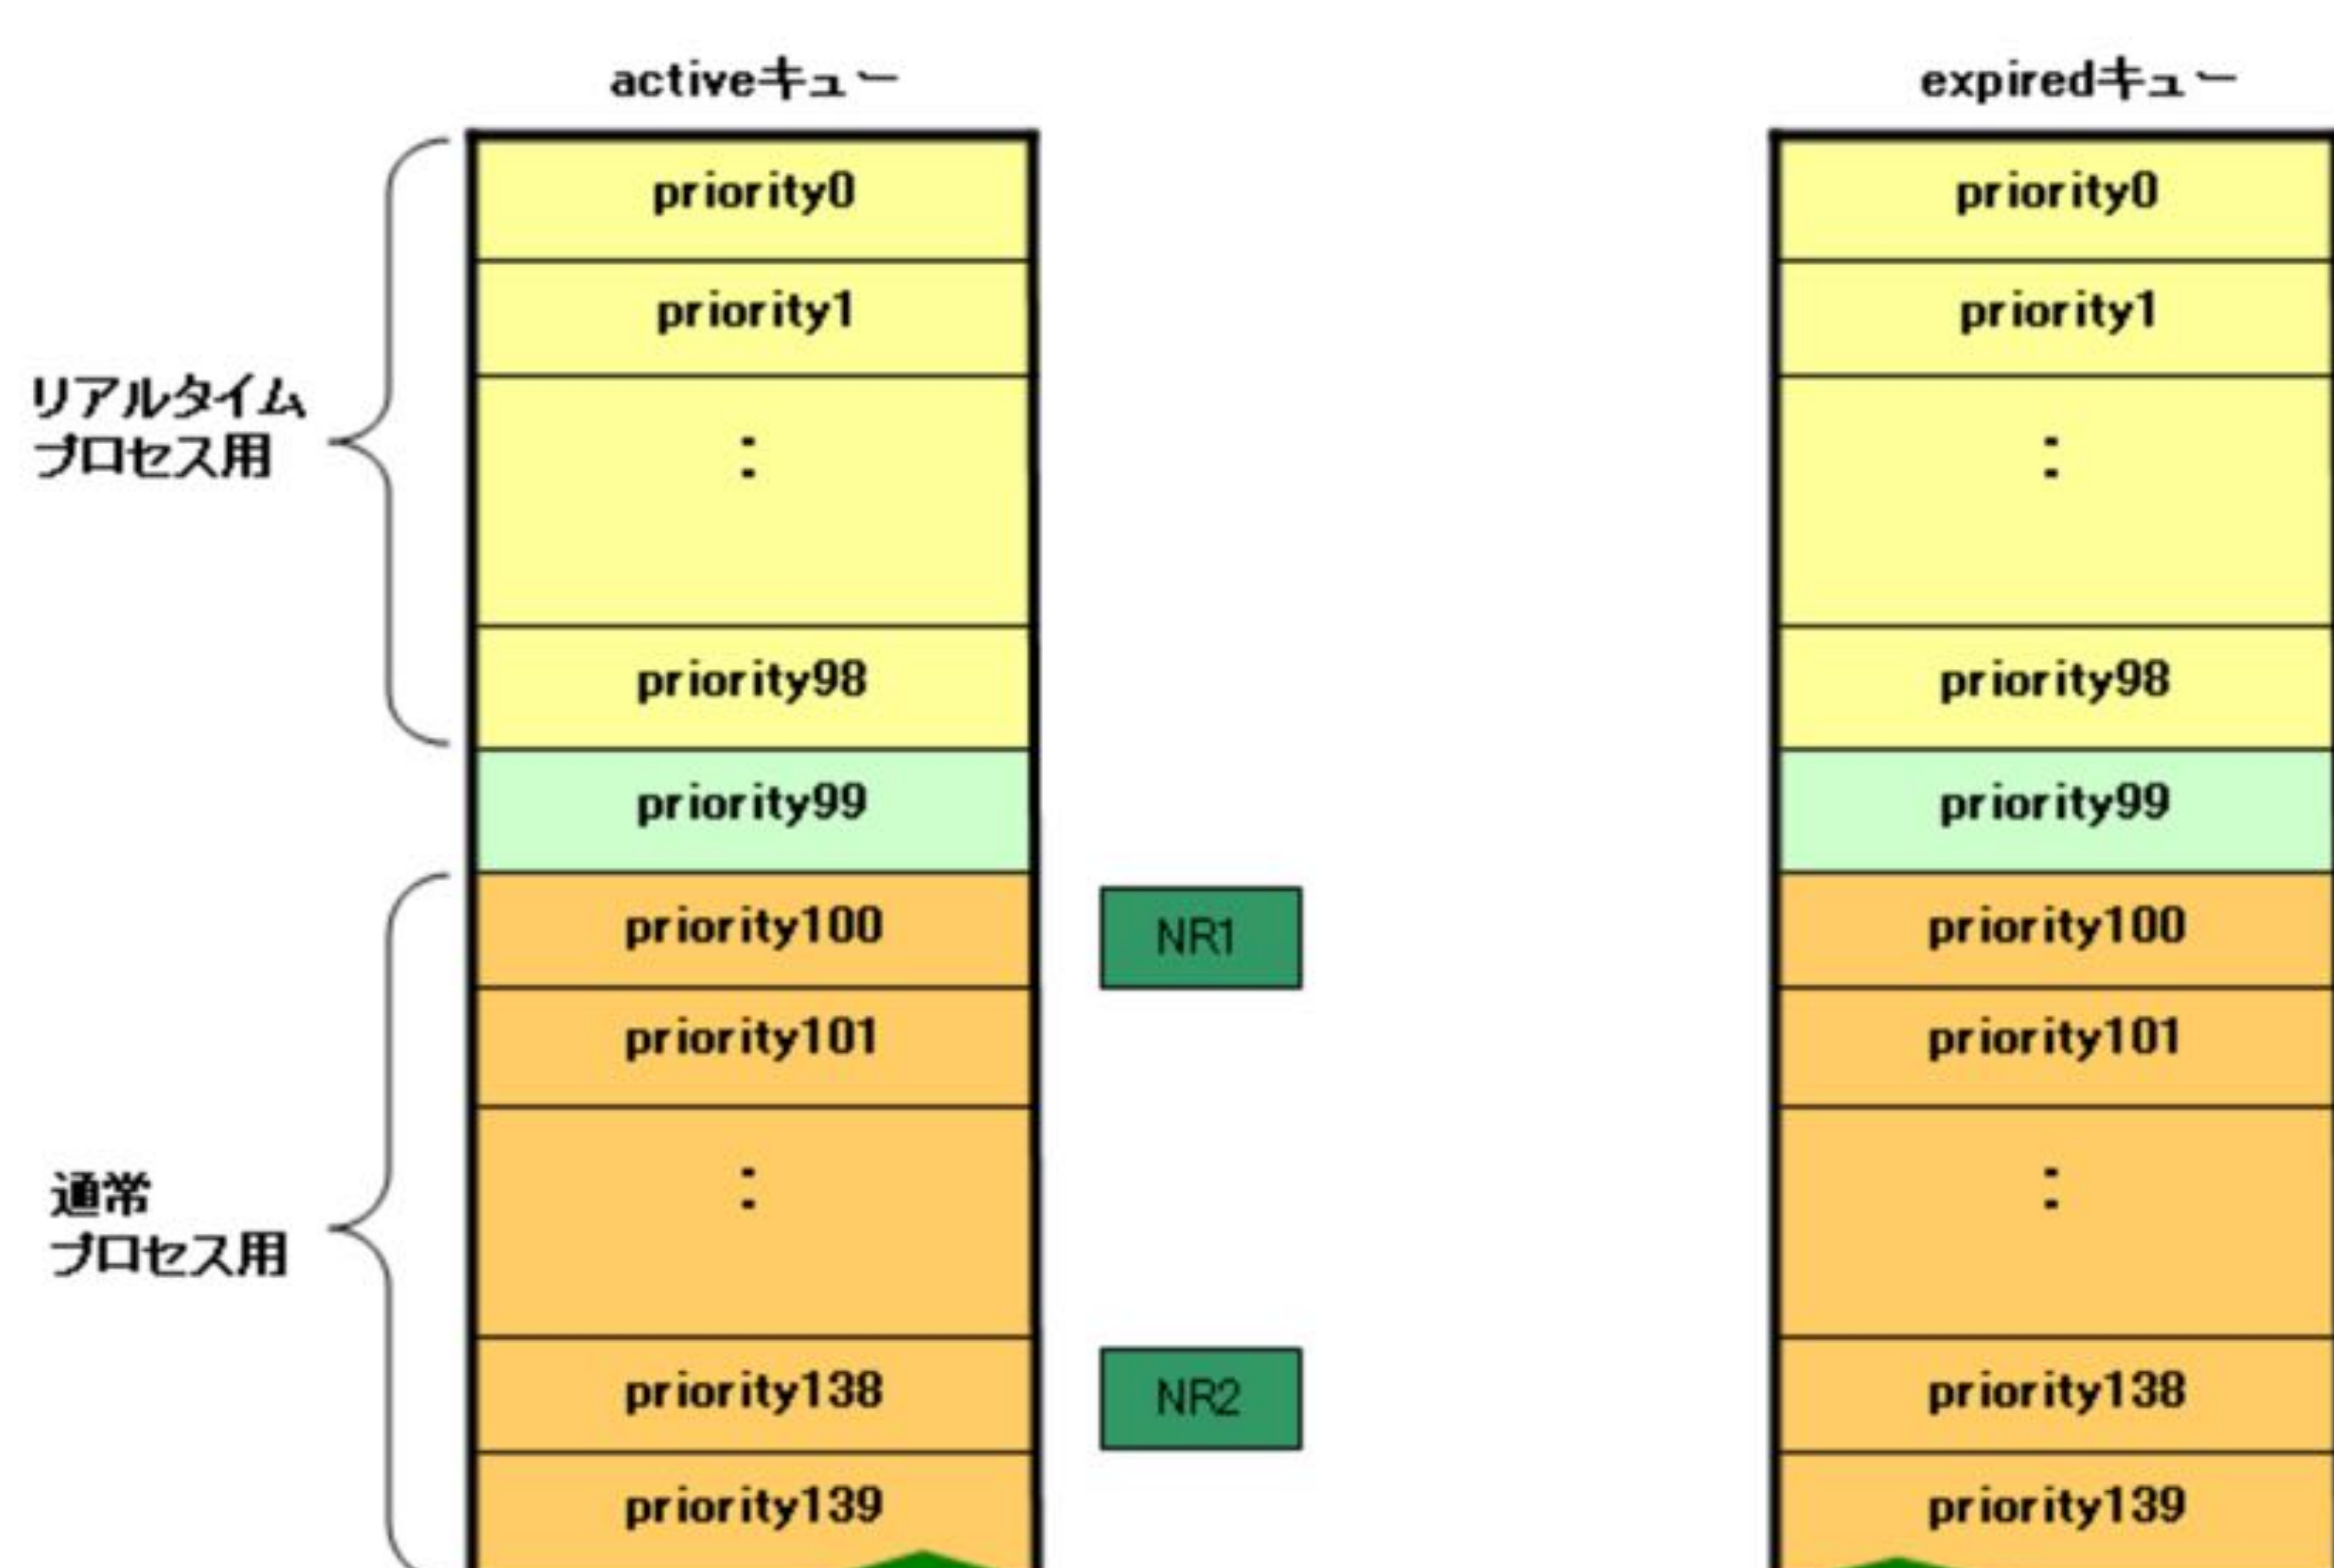 activeキュー
expiredキュー
priority0
priority0
priority1
priority1
リアルタイム
プロセス用
:
:
priority98
priority98
priority99
priority99
priority100
NR1
priority100
priority101
priority101
通常
プロセス用
:
:
priority138
NR2
priority138
priority139
priority139